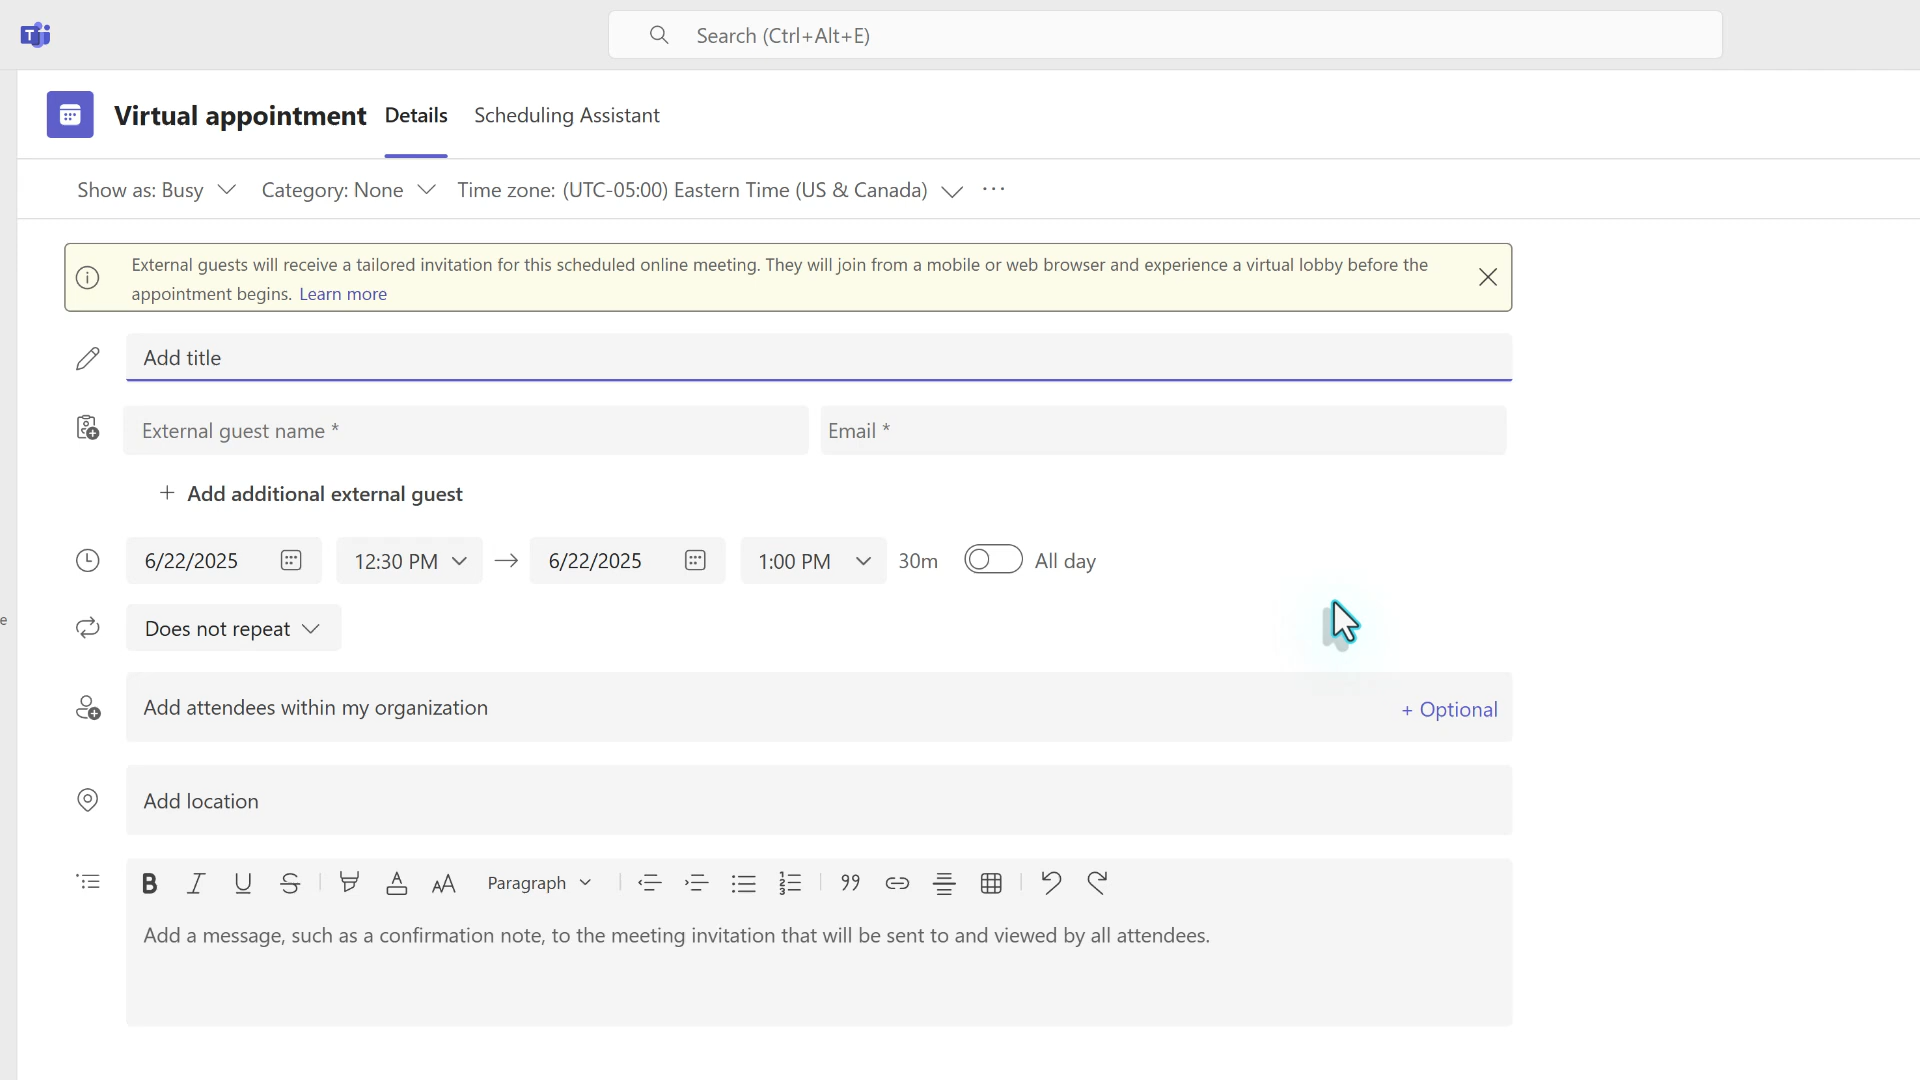 Search (Ctrl+Alt+E)
Virtual appointment Details Scheduling Assistant
Show as: Busy Category: None Time zone: (UTC-05:00) Eastern Time (US & Canada) ...
External guests will receive a tailored invitation for this scheduled online meeting. They will join from a mobile or web browser and experience a virtual lobby before the
appointment begins. Learn more
Add title
External guest name * Email *
+ Add additional external guest
6/22/2025 12:30 PM → 6/22/2025 1:00 PM 30m All day
e
Does not repeat
Add attendees within my organization + Optional
Add location
B I U S AA Paragraph
Add a message, such as a confirmation note, to the meeting invitation that will be sent to and viewed by all attendees.